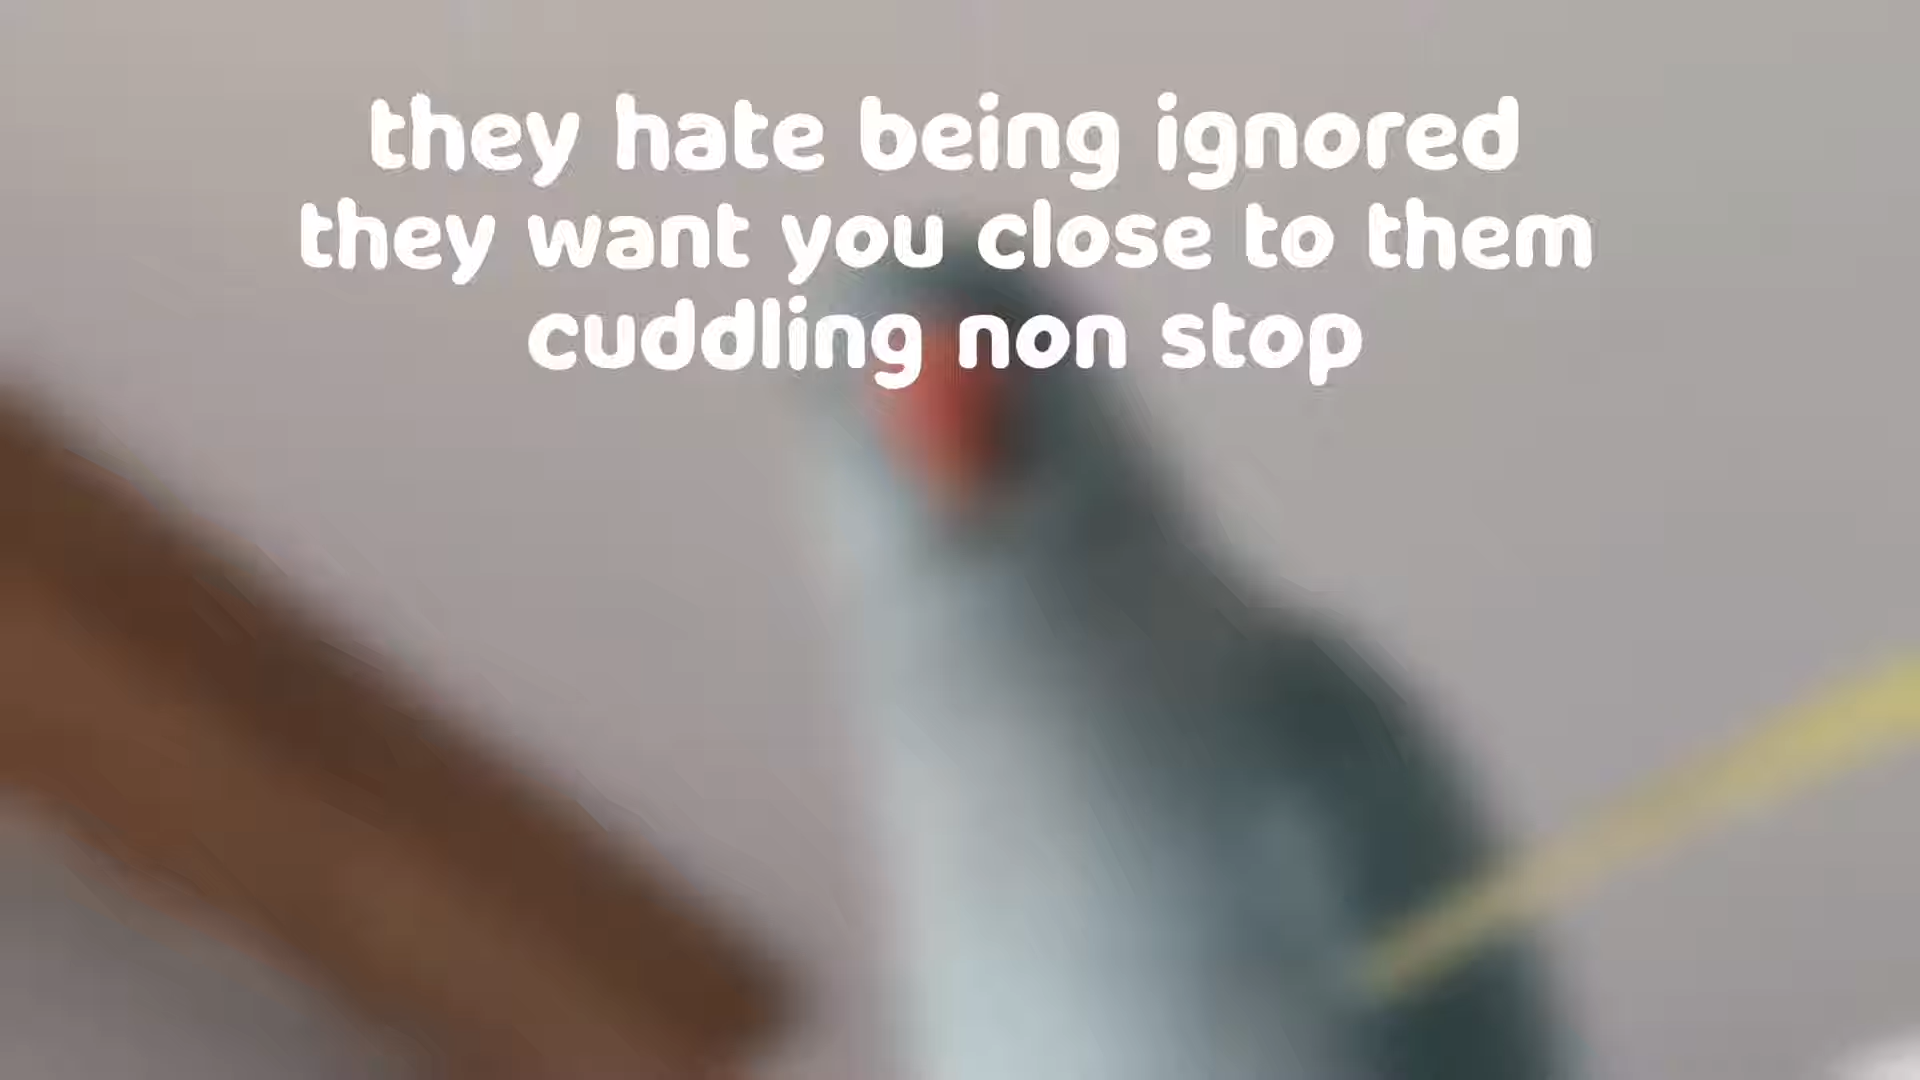 they hate being ignored
they want you close to them
cuddling non stop